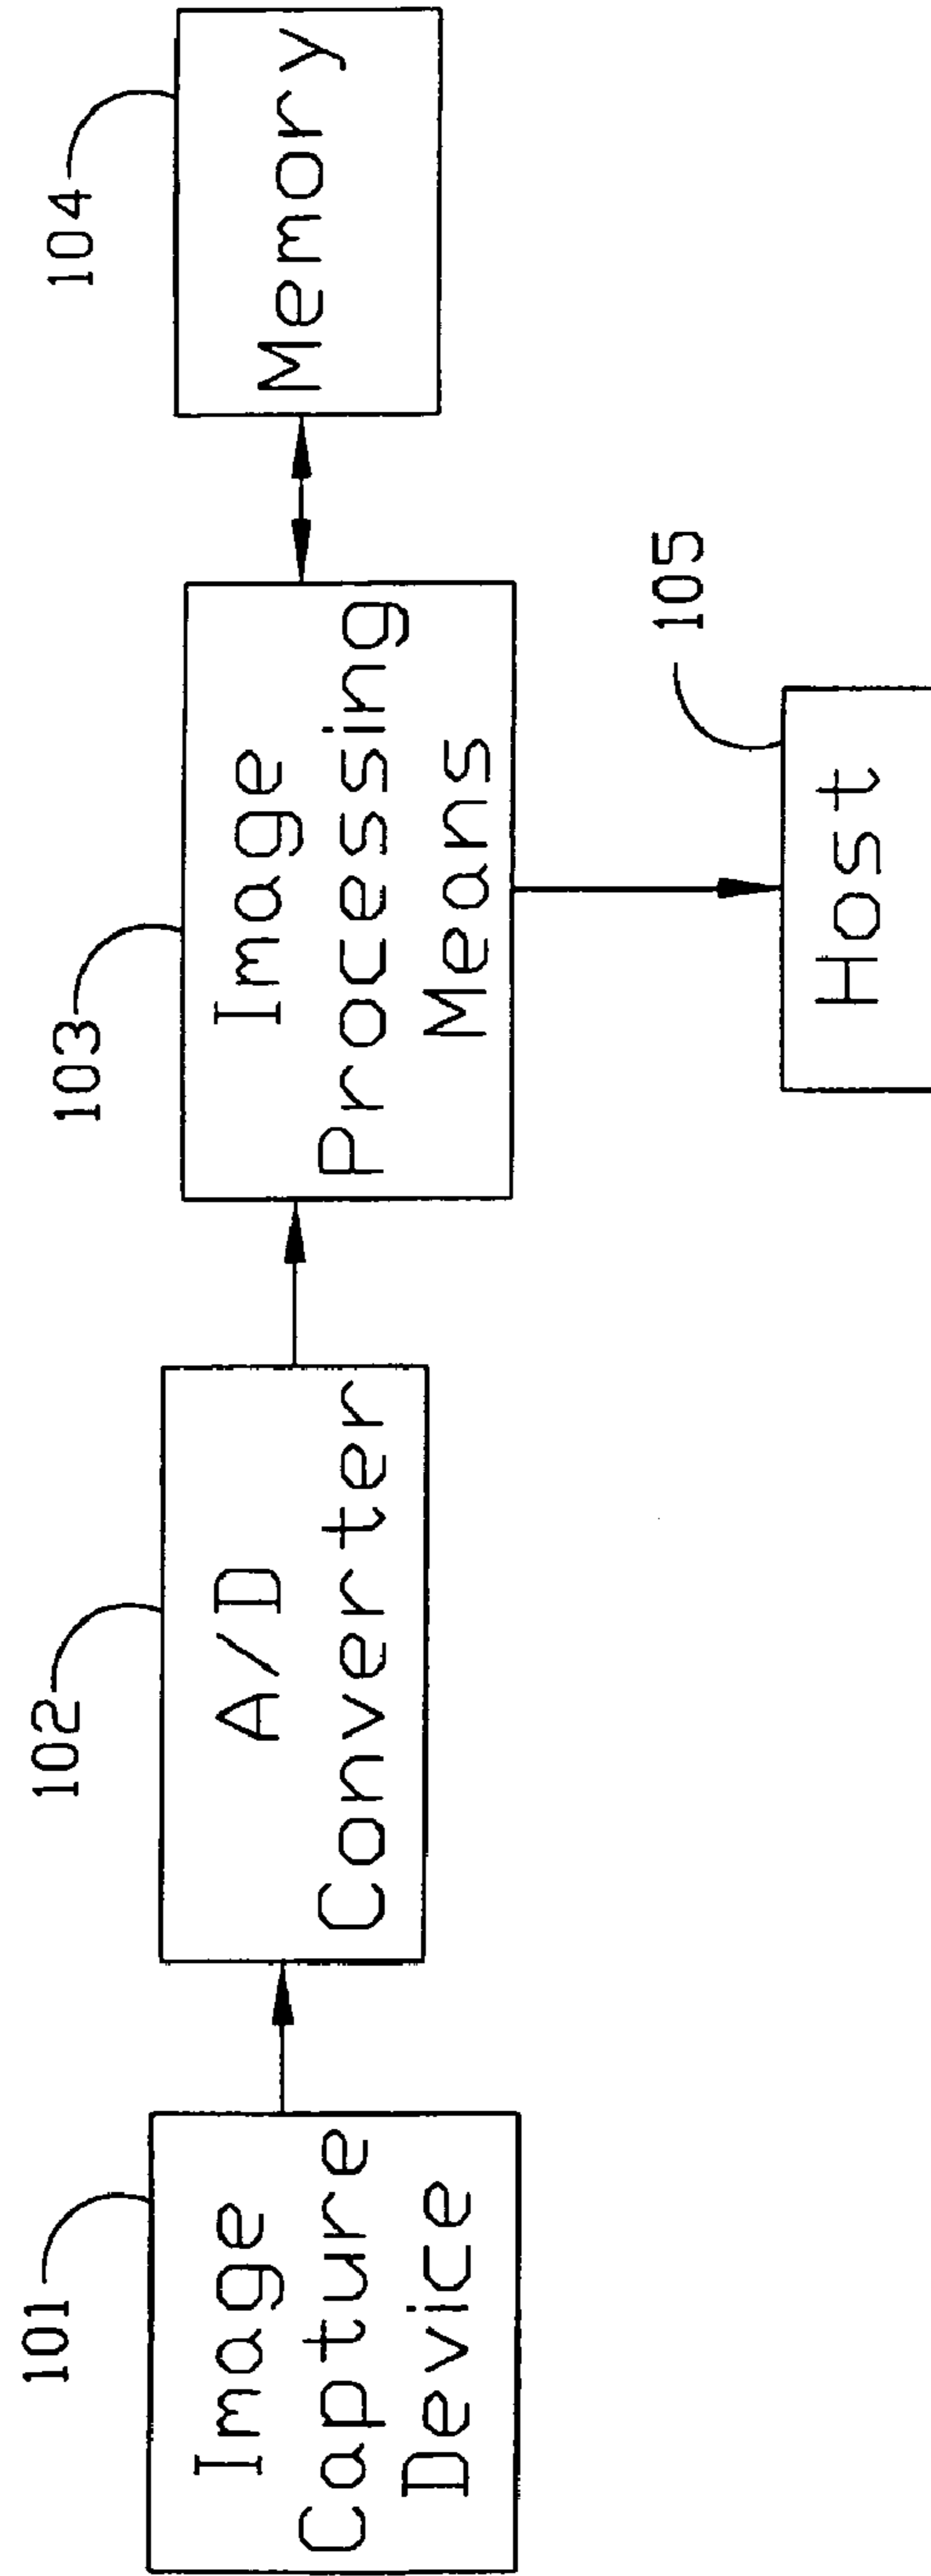 101
Image
Capture
Device
102
A/D
Converter
103
Image
Processing
Means
104
Memory
105
Host